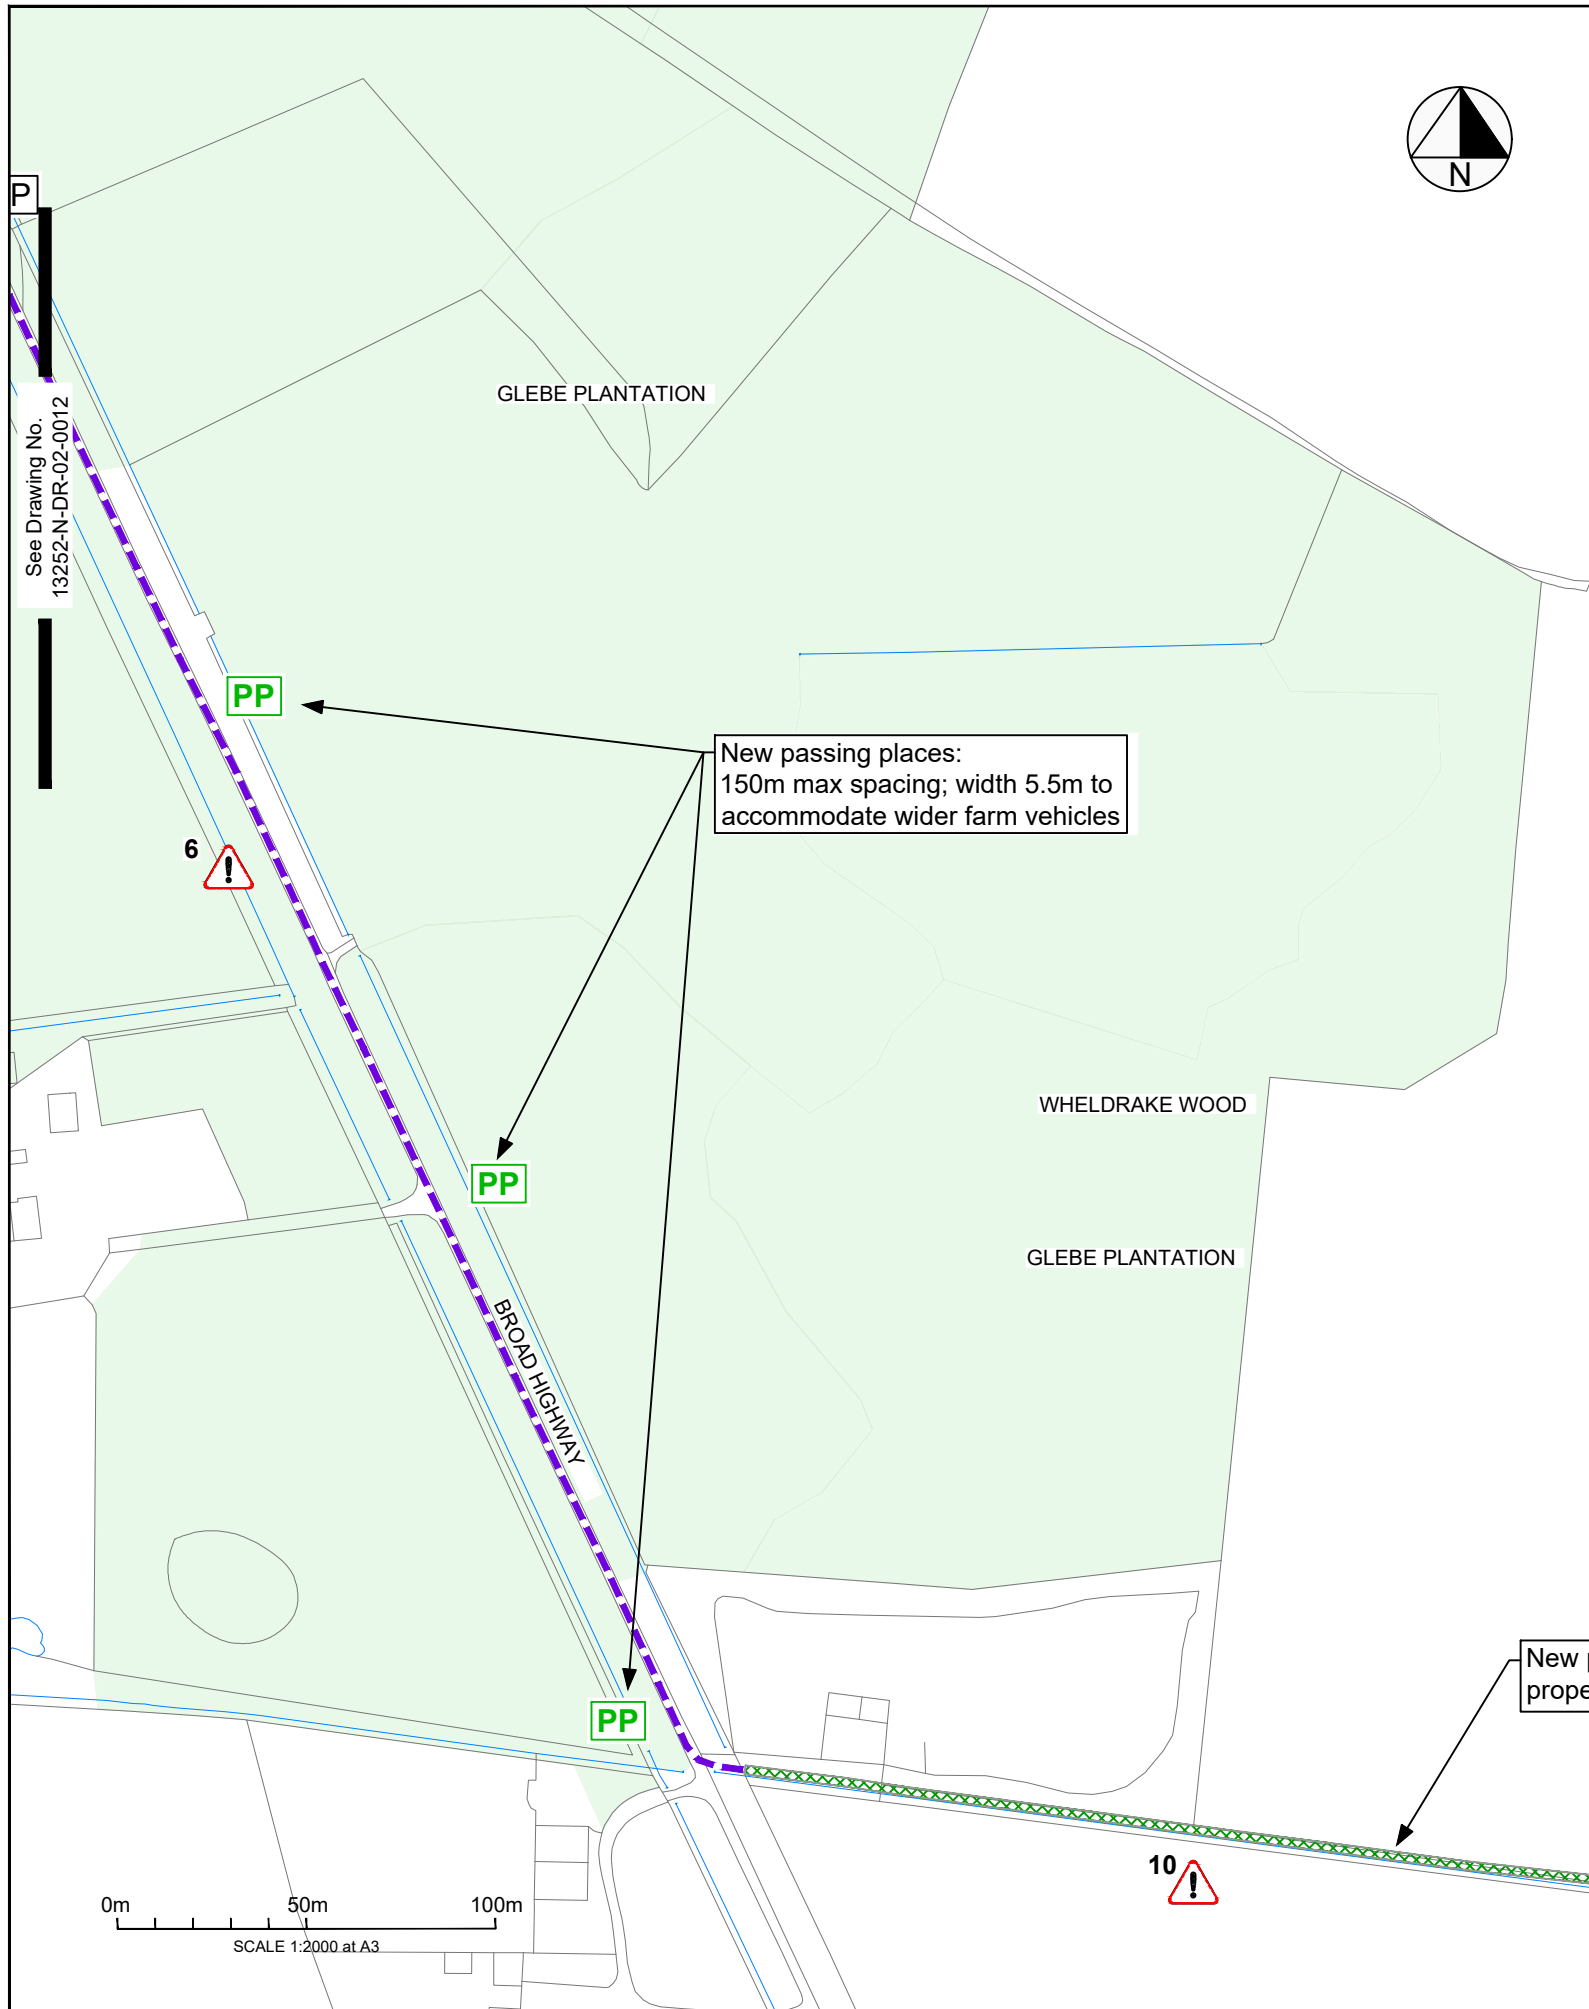 N
P
See Drawing No.
13252-N-DR-02-0012
GLEBE PLANTATION
PP
New passing places:
150m max spacing; width 5.5m to
accommodate wider farm vehicles
6
WHELDRAKE WOOD
PP
GLEBE PLANTATION
BROAD HIGHWAY
New p
prope
PP
10
0m 50m 100m
SCALE 1:2000 at A3